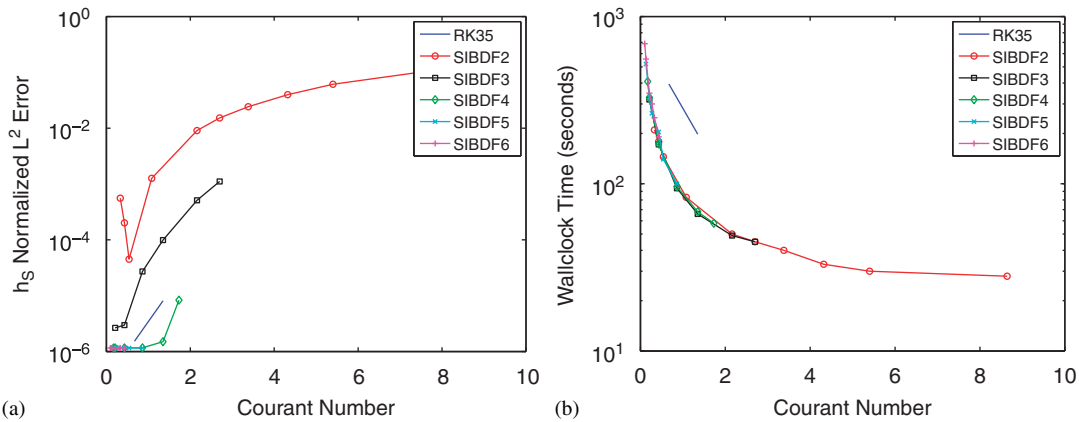 10^0
10^-2
10^-4
10^-6
h_S Normalized L^2 Error
0 2 4 6 8 10
Courant Number
(a)
RK35
SIBDF2
SIBDF3
SIBDF4
SIBDF5
SIBDF6
10^3
10^2
10^1
Wallclock Time (seconds)
0 2 4 6 8 10
Courant Number
(b)
RK35
SIBDF2
SIBDF3
SIBDF4
SIBDF5
SIBDF6